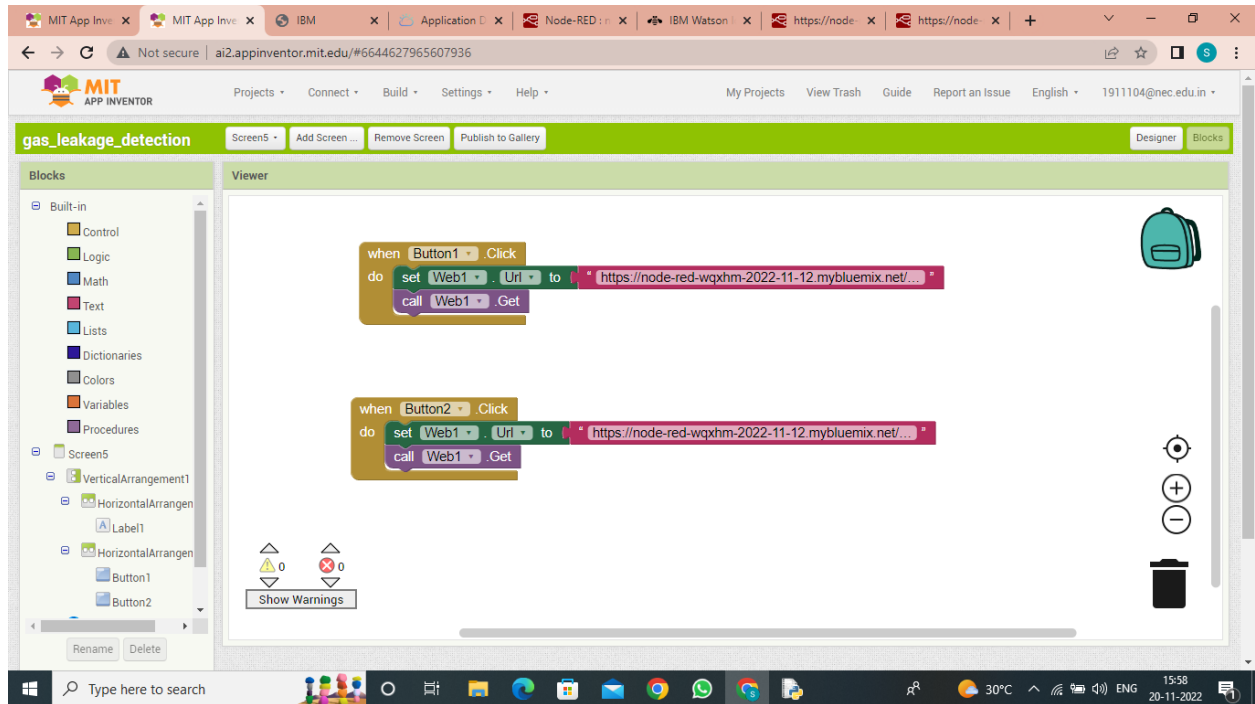 MIT App Inve
MIT App Inve
IBM
Application D
Node-RED : n
IBM Watson
https://node-
https://node-
Not secure
ai2.appinventor.mit.edu/#6644627965607936
S
MIT
APP INVENTOR
Projects
Connect
Build
Settings
Help
My Projects
View Trash
Guide
Report an Issue
English
1911104@nec.edu.in
gas_leakage_detection
Screen5
Add Screen ...
Remove Screen
Publish to Gallery
Designer
Blocks
Blocks
Viewer
Built-in
Control
Logic
Math
Text
Lists
Dictionaries
Colors
Variables
Procedures
Screen5
VerticalArrangement1
HorizontalArrangen
A Label1
HorizontalArrangen
Button1
Button2
Rename
Delete
when Button1 .Click
do set Web1 . Url to " https://node-red-wqxhm-2022-11-12.mybluemix.net/... "
call Web1 .Get
when Button2 .Click
do set Web1 . Url to " https://node-red-wqxhm-2022-11-12.mybluemix.net/... "
call Web1 .Get
0
0
Show Warnings
Type here to search
30°C
ENG
15:58
20-11-2022
1